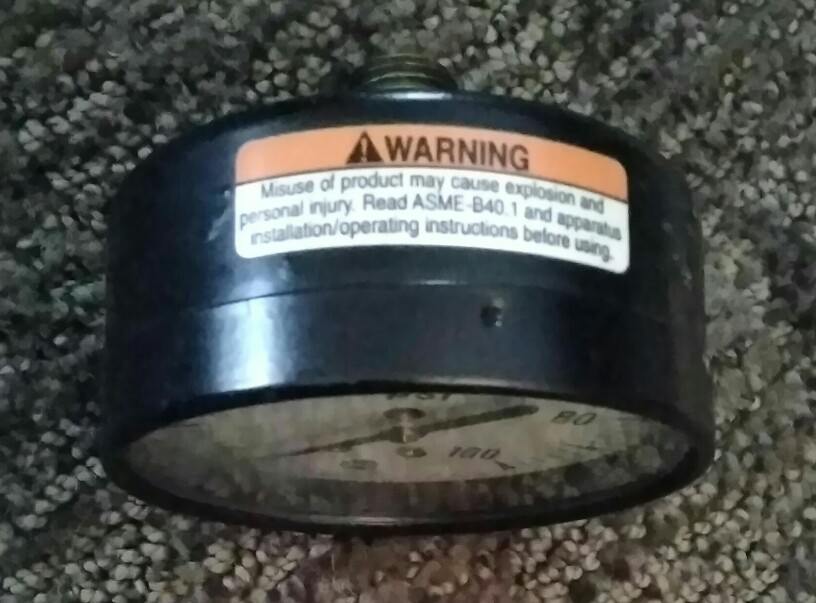 WARNING
Misuse of product may cause explosion and
personal injury. Read ASME-B40.1 and apparatus
installation/operating instructions before using.
PSI
80
100